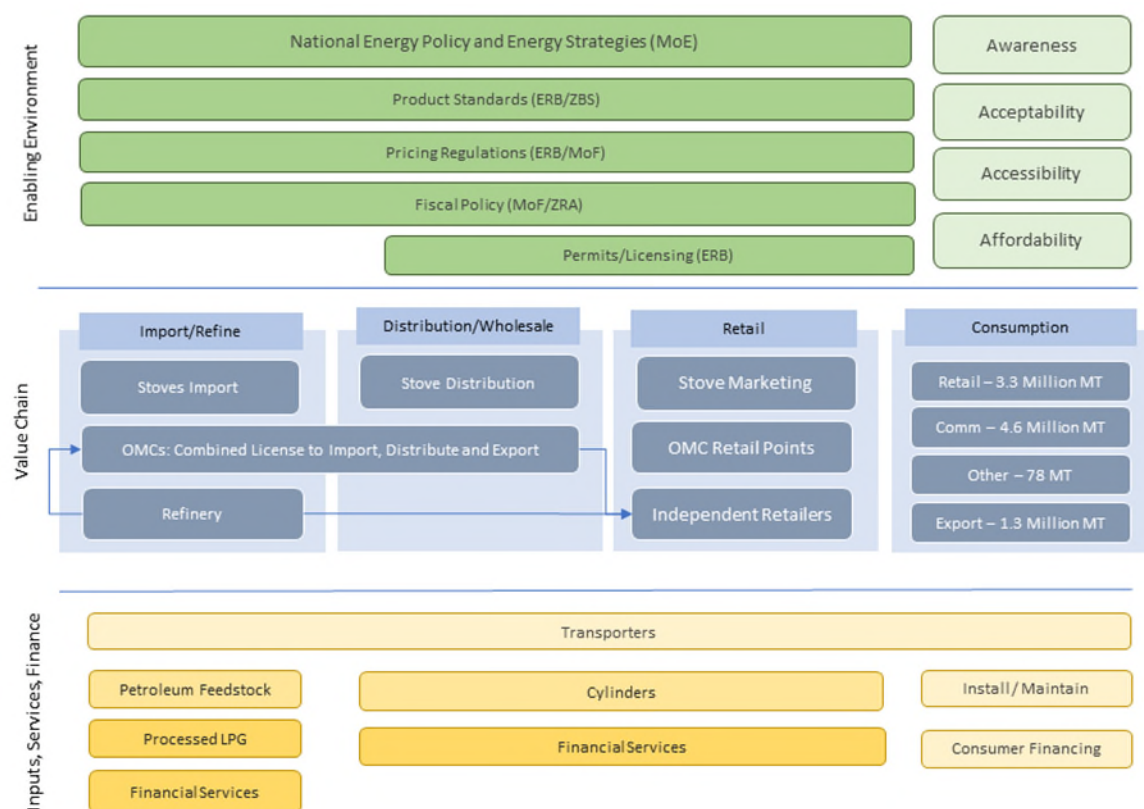 Enabling Environment
National Energy Policy and Energy Strategies (MoE)
Product Standards (ERB/ZBS)
Pricing Regulations (ERB/MoF)
Fiscal Policy (MoF/ZRA)
Permits/Licensing (ERB)
Awareness
Acceptability
Accessibility
Affordability
Value Chain
Import/Refine
Stoves Import
OMCs: Combined License to Import, Distribute and Export
Refinery
Distribution/Wholesale
Stove Distribution
Retail
Stove Marketing
OMC Retail Points
Independent Retailers
Consumption
Retail – 3.3 Million MT
Comm – 4.6 Million MT
Other – 78 MT
Export – 1.3 Million MT
Inputs, Services, Finance
Transporters
Petroleum Feedstock
Processed LPG
Financial Services
Cylinders
Financial Services
Install/ Maintain
Consumer Financing